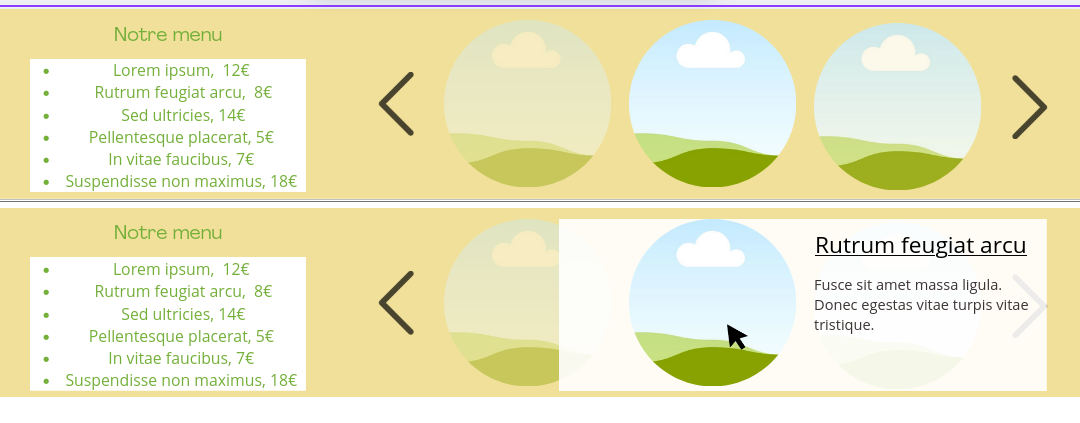 Notre menu
• Lorem ipsum,  12€
• Rutrum feugiat arcu,  8€
• Sed ultricies, 14€
• Pellentesque placerat, 5€
• In vitae faucibus, 7€
• Suspendisse non maximus, 18€
Notre menu
• Lorem ipsum,  12€
• Rutrum feugiat arcu,  8€
• Sed ultricies, 14€
• Pellentesque placerat, 5€
• In vitae faucibus, 7€
• Suspendisse non maximus, 18€
Rutrum feugiat arcu
Fusce sit amet massa ligula.
Donec egestas vitae turpis vitae
tristique.